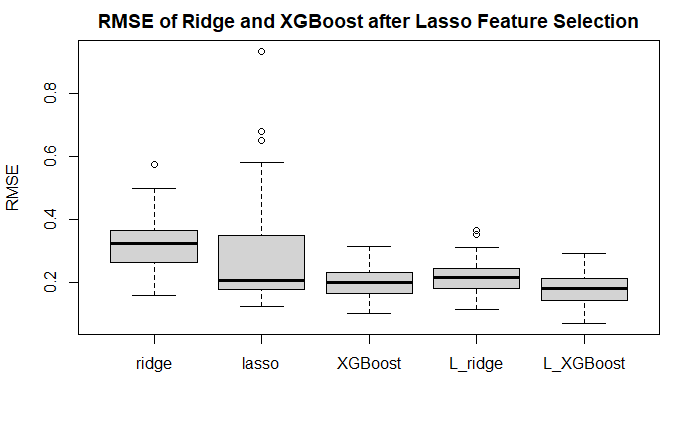 RMSE of Ridge and XGBoost after Lasso Feature Selection
RMSE
0.8
0.6
0.4
0.2
ridge lasso XGBoost L_ridge L_XGBoost